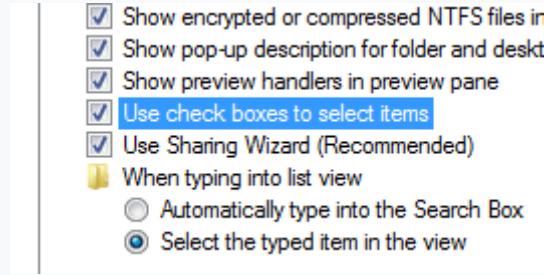 Show encrypted or compressed NTFS files in
Show pop-up description for folder and deskt
Show preview handlers in preview pane
Use check boxes to select items
Use Sharing Wizard (Recommended)
When typing into list view
Automatically type into the Search Box
Select the typed item in the view